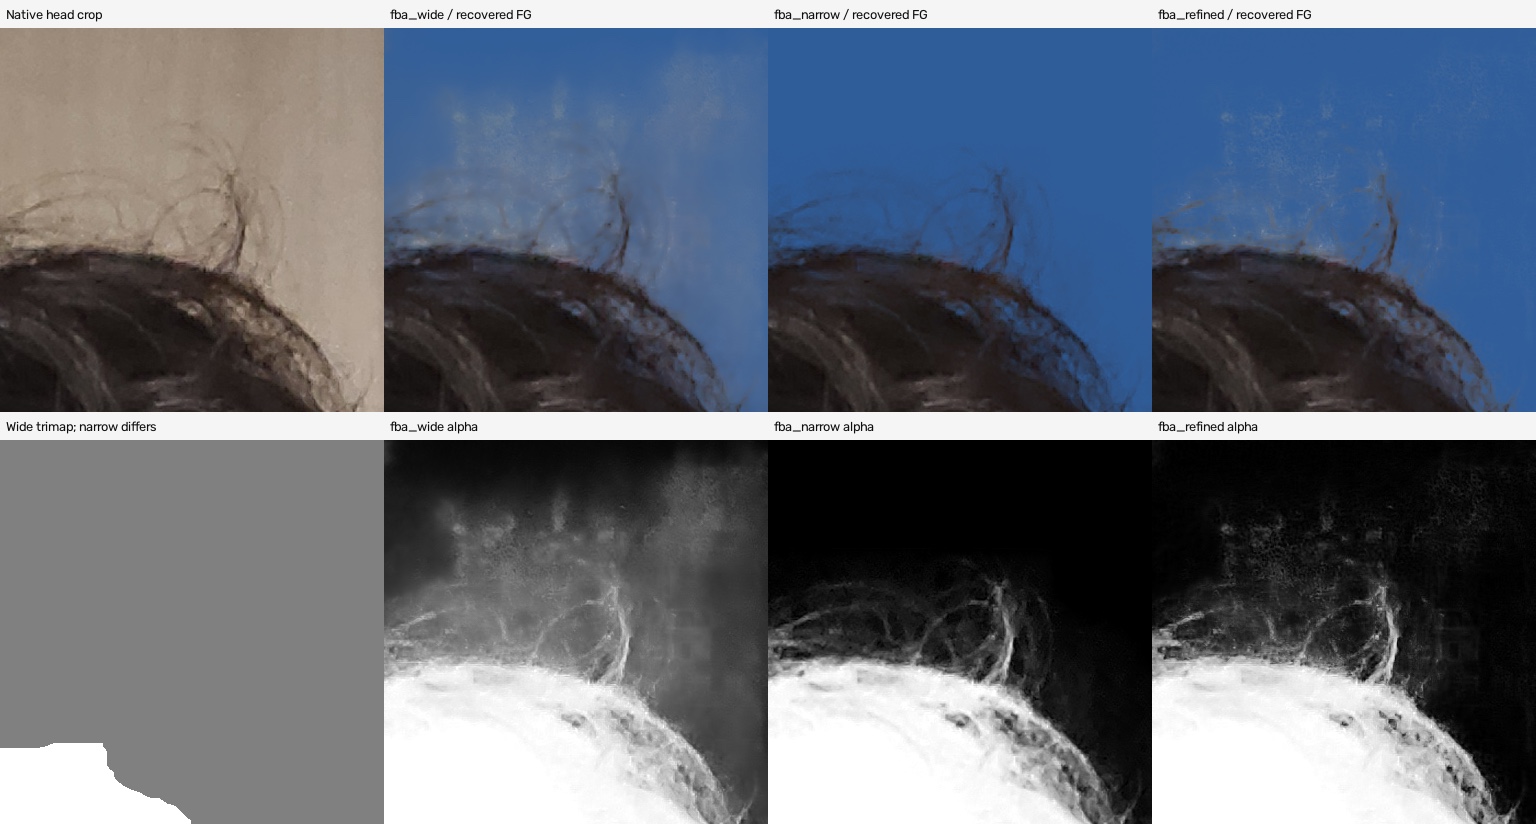 Native head crop
fba_wide / recovered FG
fba_narrow / recovered FG
fba_refined / recovered FG
Wide trimap; narrow differs
fba_wide alpha
fba_narrow alpha
fba_refined alpha